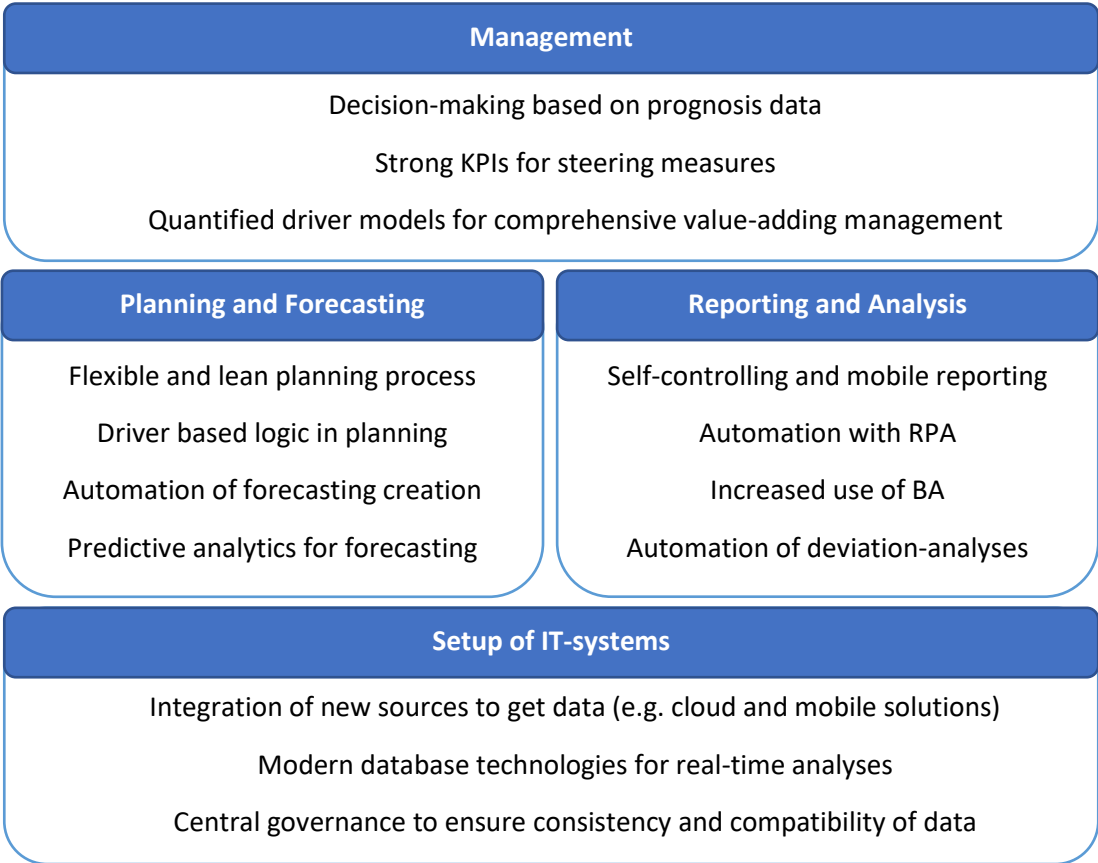 Management
Decision-making based on prognosis data
Strong KPIs for steering measures
Quantified driver models for comprehensive value-adding management
Planning and Forecasting
Flexible and lean planning process
Driver based logic in planning
Automation of forecasting creation
Predictive analytics for forecasting
Reporting and Analysis
Self-controlling and mobile reporting
Automation with RPA
Increased use of BA
Automation of deviation-analyses
Setup of IT-systems
Integration of new sources to get data (e.g. cloud and mobile solutions)
Modern database technologies for real-time analyses
Central governance to ensure consistency and compatibility of data